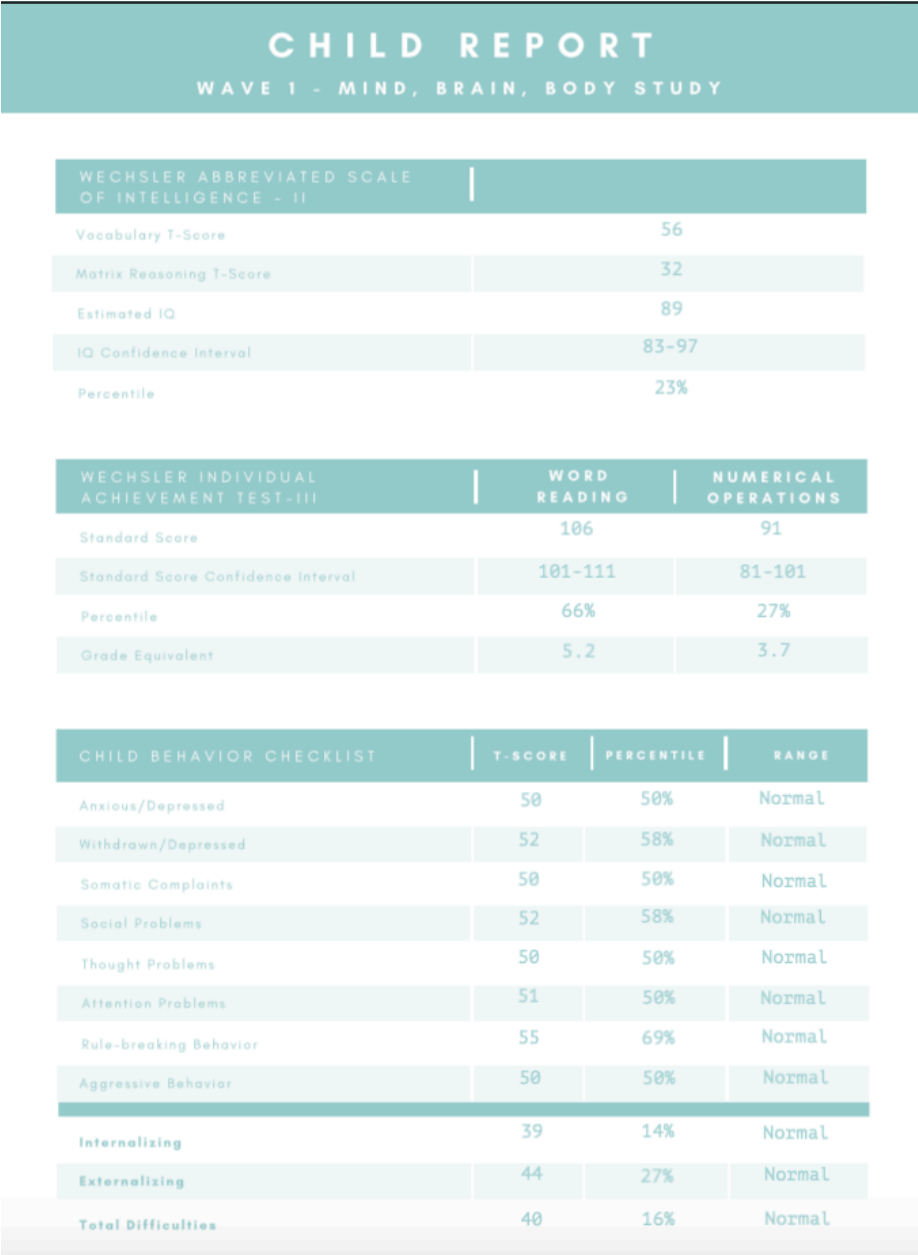 CHILD REPORT
WAVE 1 - MIND, BRAIN, BODY STUDY
WECHSLER ABBREVIATED SCALE
OF INTELLIGENCE - II
Vocabulary T-Score 56
Matrix Reasoning T-Score 32
Estimated IQ 89
IQ Confidence Interval 83-97
Percentile 23%
WECHSLER INDIVIDUAL
ACHIEVEMENT TEST-III
WORD
READING
NUMERICAL
OPERATIONS
Standard Score 106 91
Standard Score Confidence Interval 101-111 81-101
Percentile 66% 27%
Grade Equivalent 5.2 3.7
CHILD BEHAVIOR CHECKLIST T-SCORE PERCENTILE RANGE
Anxious/Depressed 50 50% Normal
Withdrawn/Depressed 52 58% Normal
Somatic Complaints 50 50% Normal
Social Problems 52 58% Normal
Thought Problems 50 50% Normal
Attention Problems 51 50% Normal
Rule-breaking Behavior 55 69% Normal
Aggressive Behavior 50 50% Normal
Internalizing 39 14% Normal
Externalizing 44 27% Normal
Total Difficulties 40 16% Normal